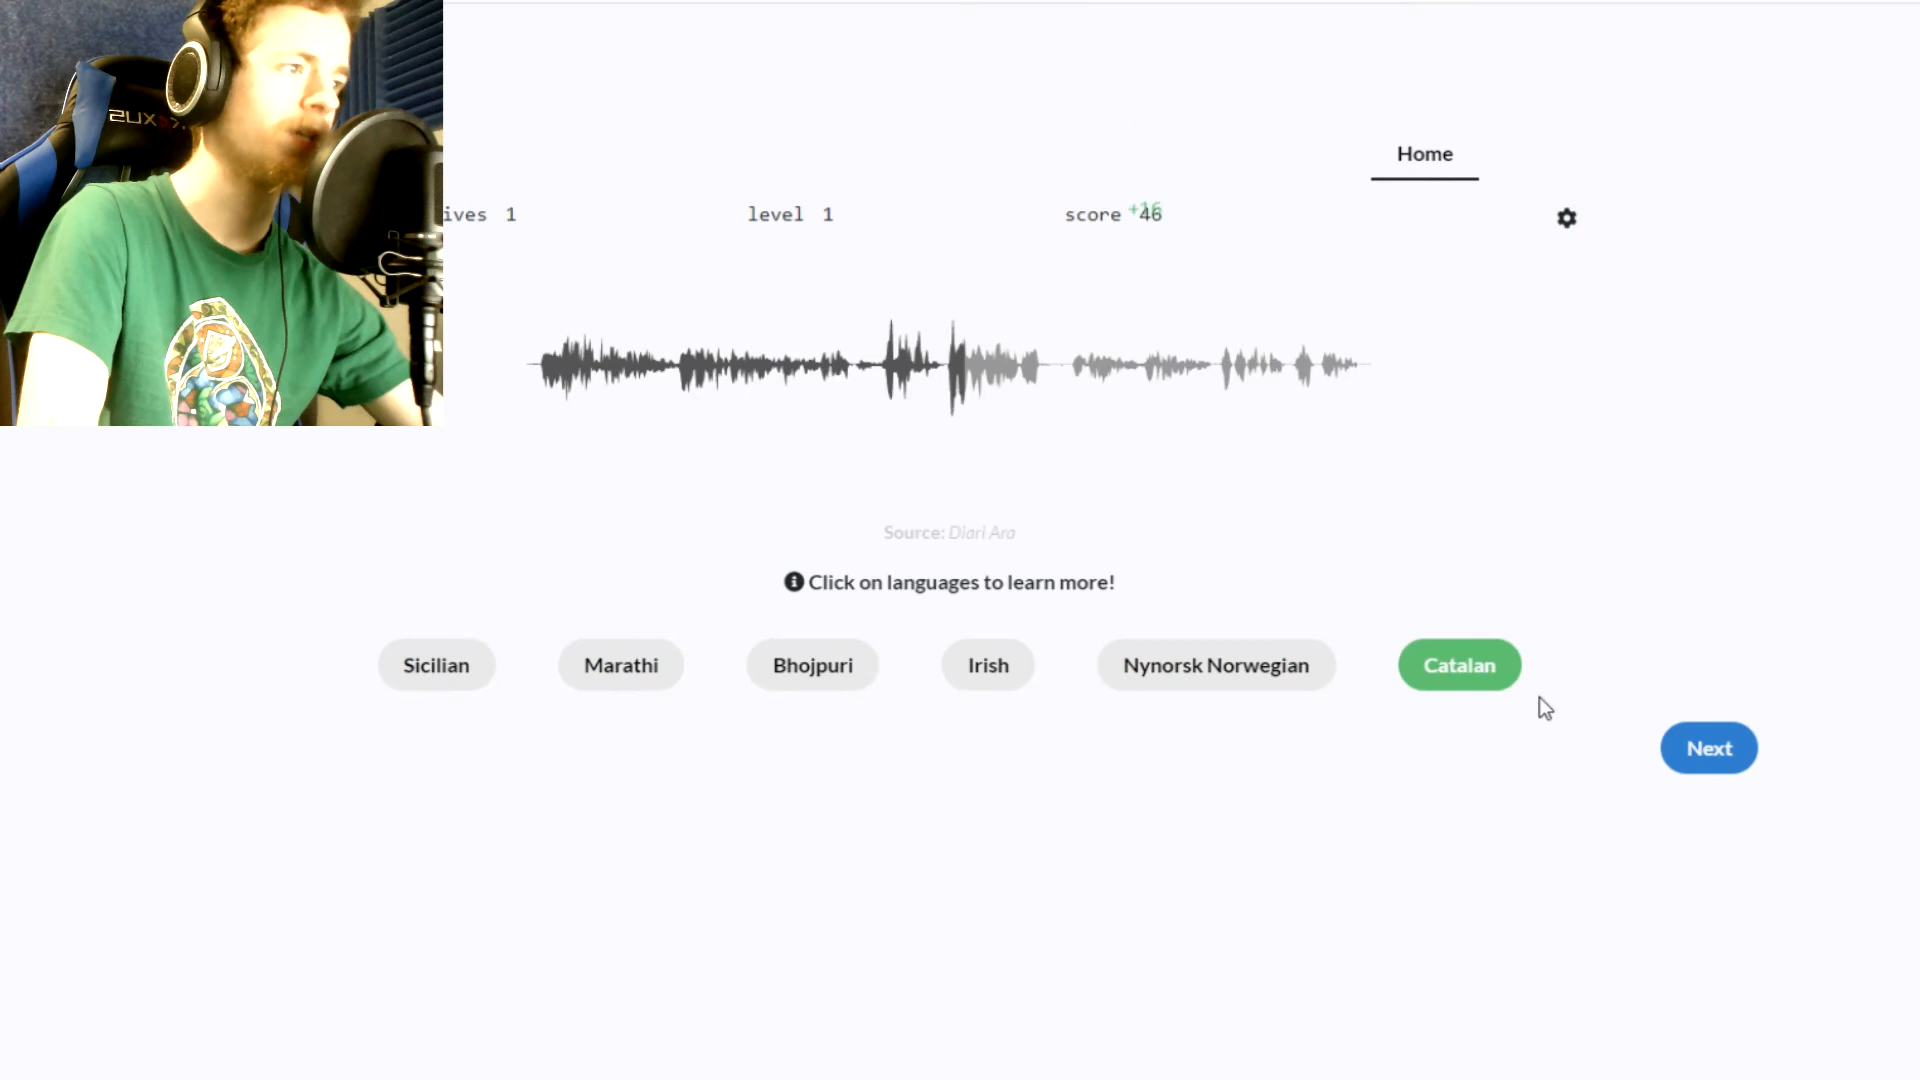 Home
ives 1
level 1
score 46
+16
Source: Diari Ara
Click on languages to learn more!
Sicilian
Marathi
Bhojpuri
Irish
Nynorsk Norwegian
Catalan
Next